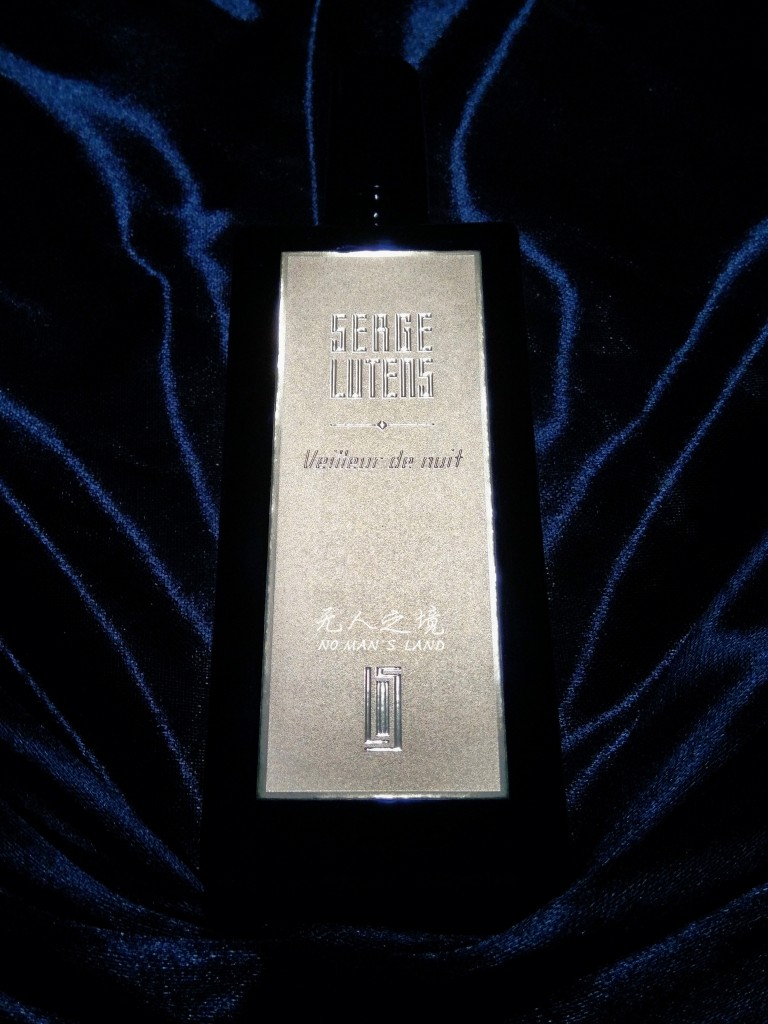 SERGE
LUTENS
Veilleur de nuit
无人之境
NO MAN'S LAND